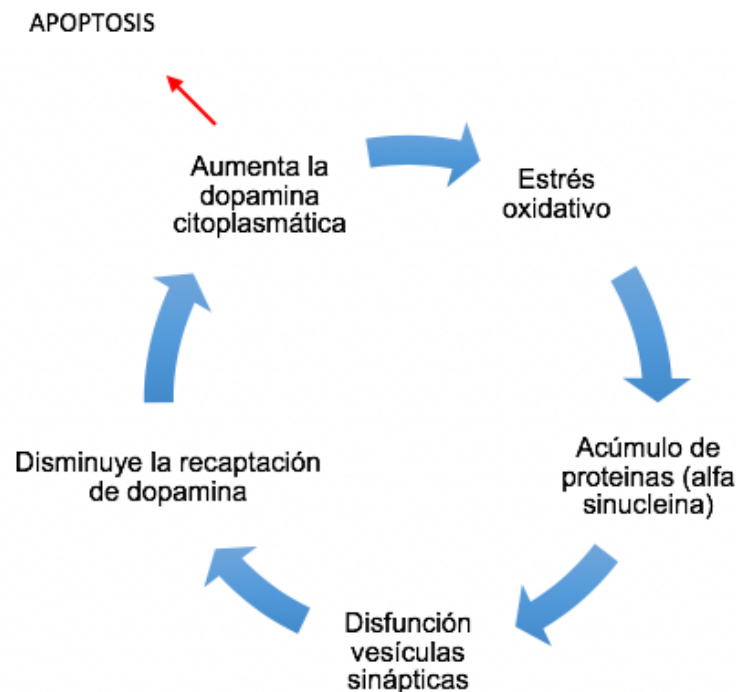 APOPTOSIS
Aumenta la
dopamina
citoplasmática
Estrés
oxidativo
Acúmulo de
proteinas (alfa
sinucleina)
Disfunción
vesículas
sinápticas
Disminuye la recaptación
de dopamina